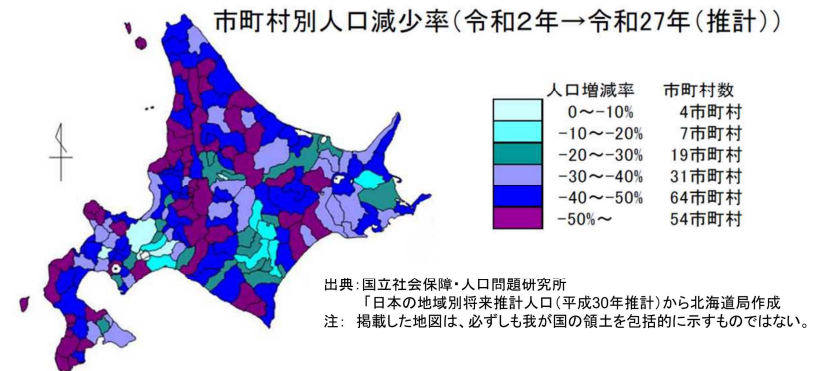 市町村別人口減少率(令和2年→令和27年(推計))
人口増減率 市町村数
0～-10% 4市町村
-10～-20% 7市町村
-20～-30% 19市町村
-30～-40% 31市町村
-40～-50% 64市町村
-50%～ 54市町村
出典:国立社会保障・人口問題研究所
「日本の地域別将来推計人口(平成30年推計)から北海道局作成
注: 掲載した地図は、必ずしも我が国の領土を包括的に示すものではない。